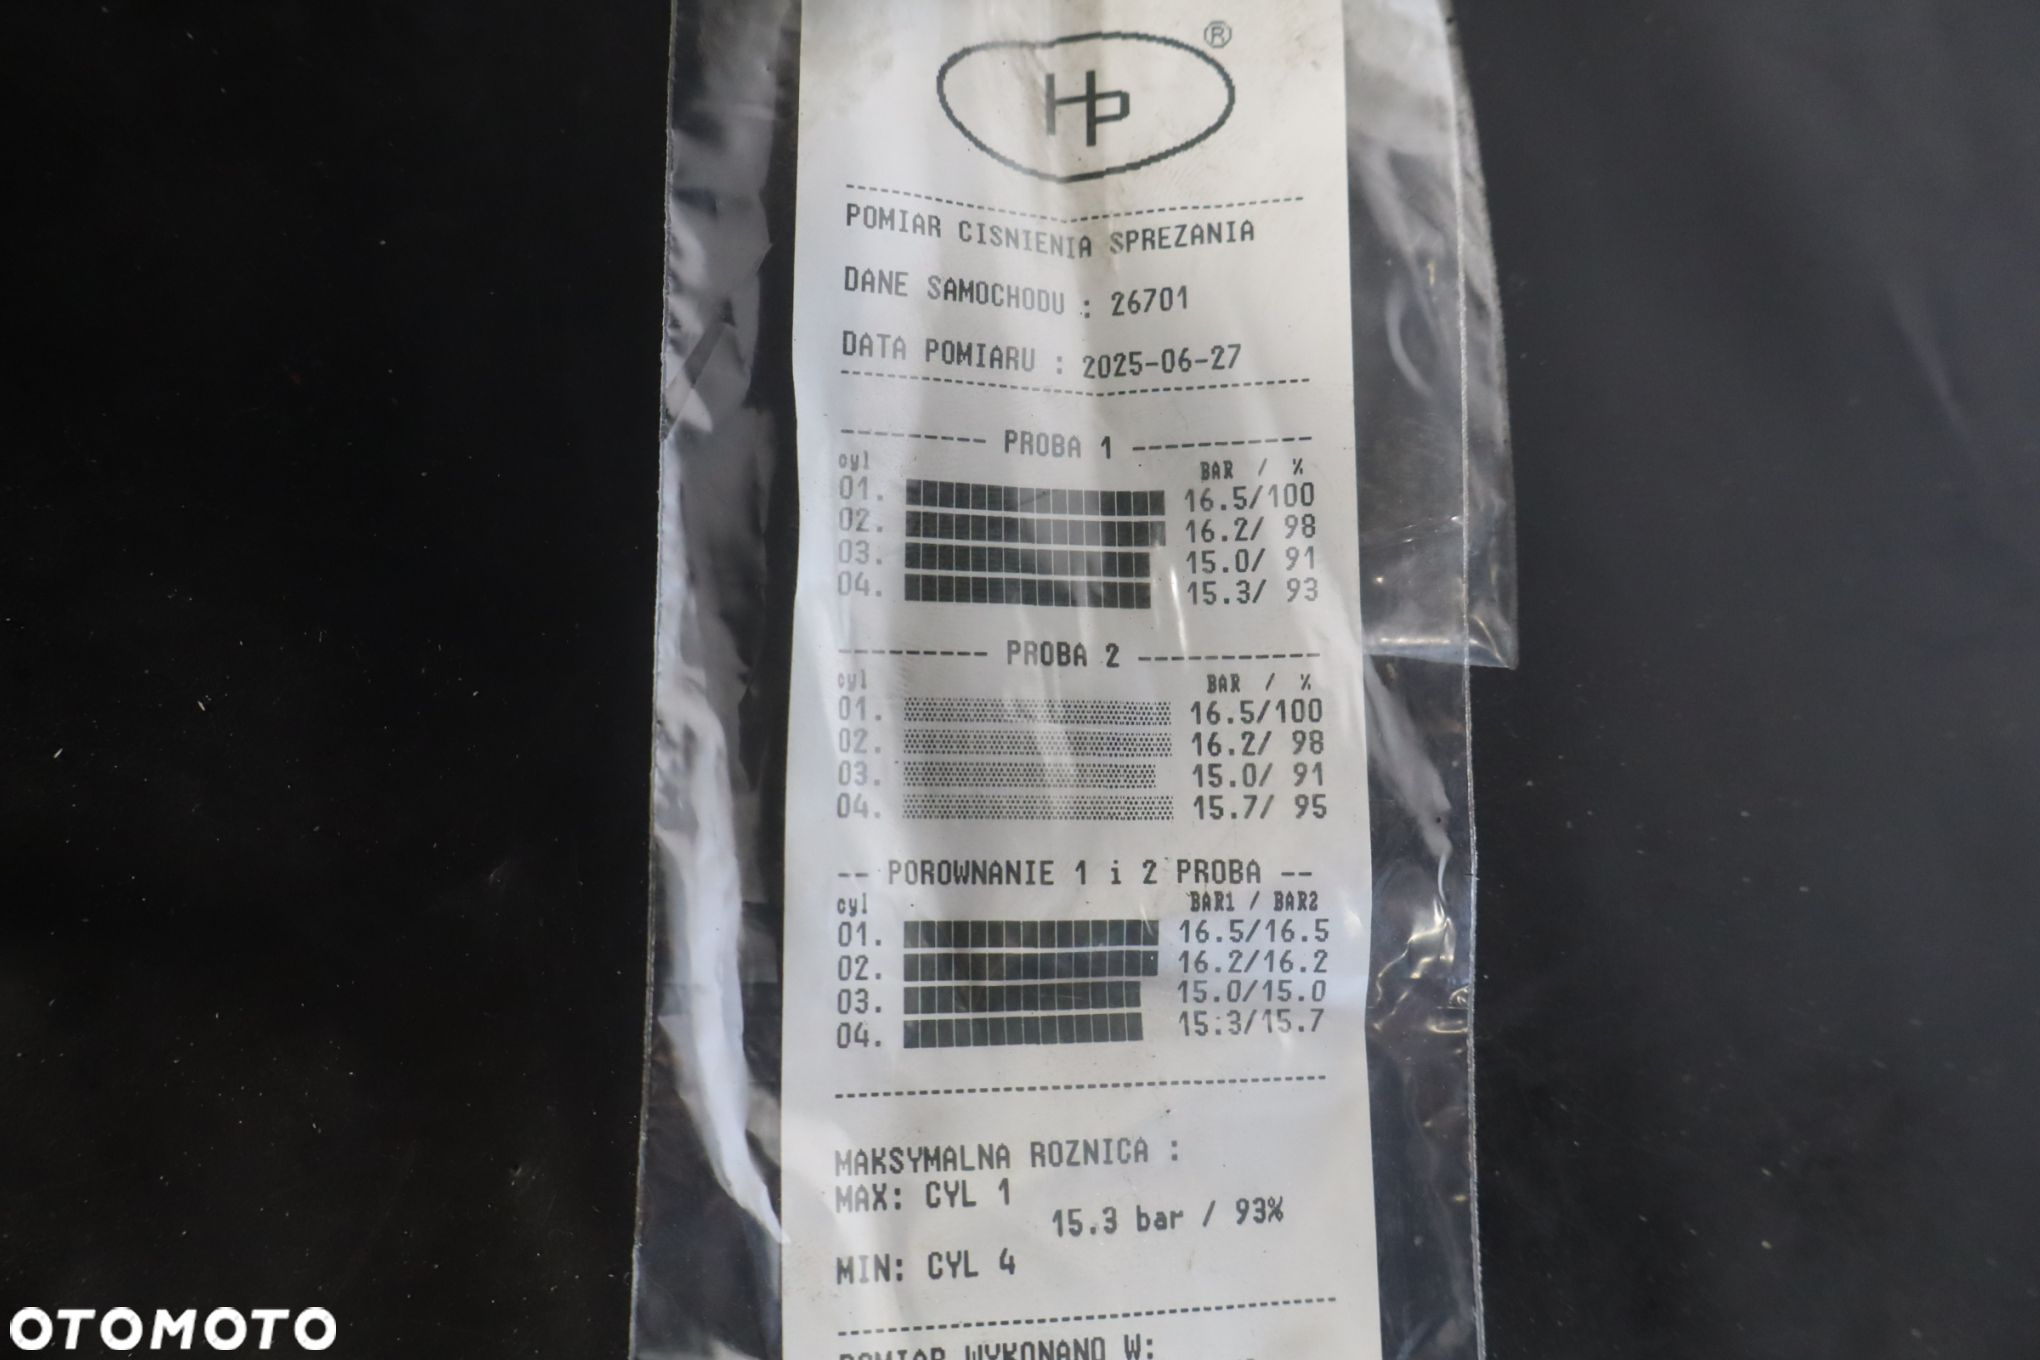 HP ®
POMIAR CISNIENIA SPREZANIA
DANE SAMOCHODU : 26701
DATA POMIARU : 2025-06-27
--------- PROBA 1 -----------
cyl BAR / %
01. 16.5/100
02. 16.2/ 98
03. 15.0/ 91
04. 15.3/ 93
--------- PROBA 2 -----------
cyl BAR / %
01. 16.5/100
02. 16.2/ 98
03. 15.0/ 91
04. 15.7/ 95
-- POROWNANIE 1 i 2 PROBA --
cyl BAR1 / BAR2
01. 16.5/16.5
02. 16.2/16.2
03. 15.0/15.0
04. 15.3/15.7
MAKSYMALNA ROZNICA :
MAX: CYL 1
15.3 bar / 93%
MIN: CYL 4
POMIAR WYKONANO W:
OTOMOTO